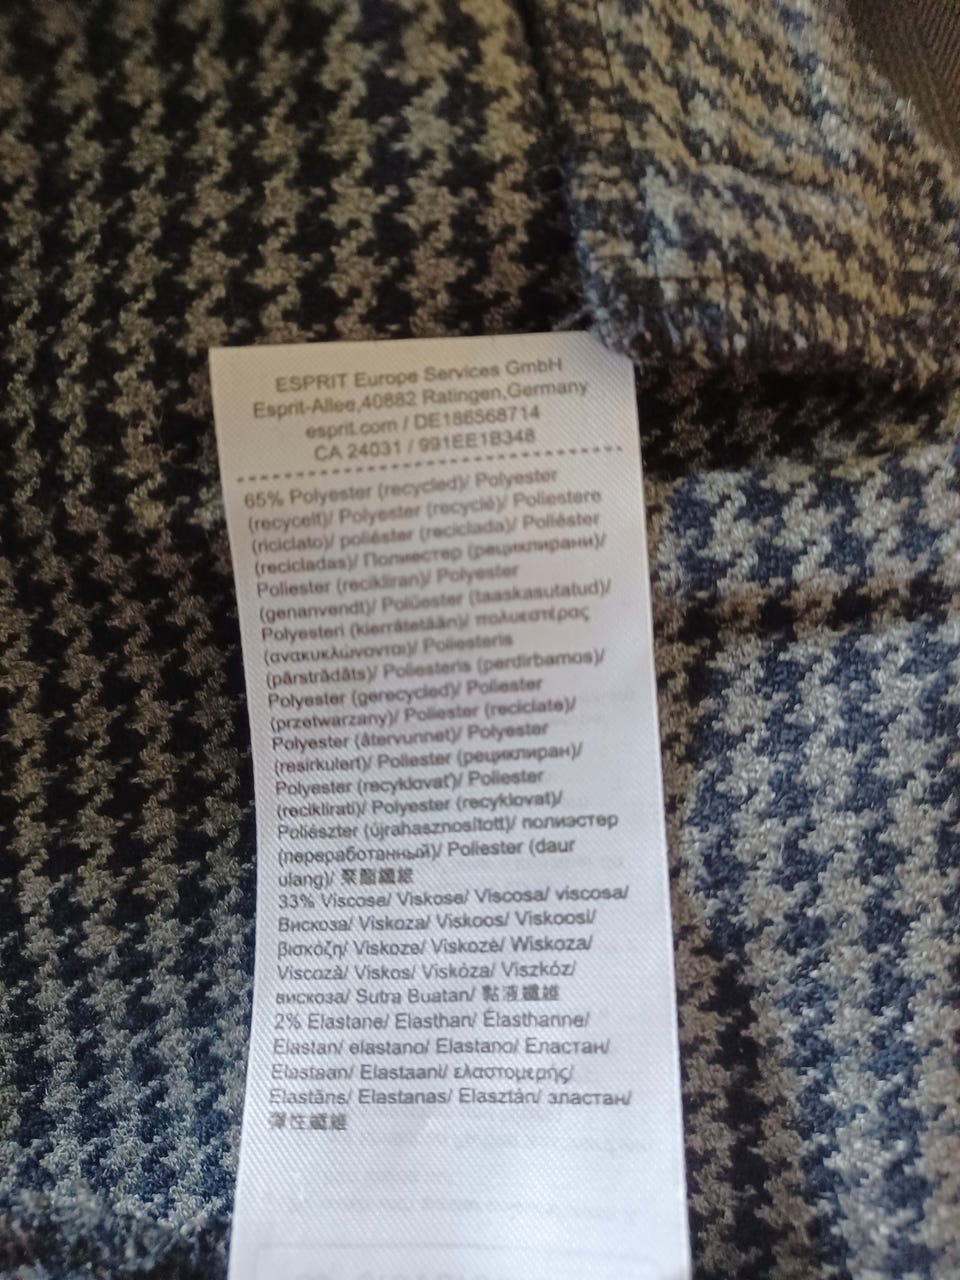 ESPRIT Europe Services GmbH
Esprit-Allee,40882 Ratingen,Germany
esprit.com / DE186568714
CA 24031 / 991EE1B348
65% Polyester (recycled)/ Polyester
(recycelt)/ Polyester (recyclé)/ Poliestere
(riciclato)/ poliéster (reciclada)/ Poliéster
(recicladas)/ Полиестер (рециклирани)/
Poliester (recikliran)/ Polyester
(genanvendt)/ Polüester (taaskasutatud)/
Polyesteri (kierrätetään)/ πολυεστέρας
(ανακυκλώνονται)/ Poliesteris
(pārstrādāts)/ Poliesteris (perdirbamos)/
Polyester (gerecycled)/ Poliester
(przetwarzany)/ Poliester (reciclate)/
Polyester (återvunnet)/ Polyester
(resirkulert)/ Poliester (рециклиран)/
Polyester (recyklovať)/ Poliester
(reciklirati)/ Polyester (recyklovat)/
Poliészter (újrahasznosított)/ полиэстер
(переработанный)/ Poliester (daur
ulang)/ 聚酯纖維
33% Viscose/ Viskose/ Viscosa/ viscosa/
Вискоза/ Viskoza/ Viskoos/ Viskoosi/
βισκόζη/ Viskoze/ Viskozė/ Wiskoza/
Viscoză/ Viskos/ Viskóza/ Viszkóz/
вискоза/ Sutra Buatan/ 黏液纖維
2% Elastane/ Elasthan/ Élasthanne/
Elastan/ elastano/ Elastano/ Еластан/
Elastaan/ Elastaani/ ελαστομερής/
Elastāns/ Elastanas/ Elasztán/ эластан/
彈性纖維